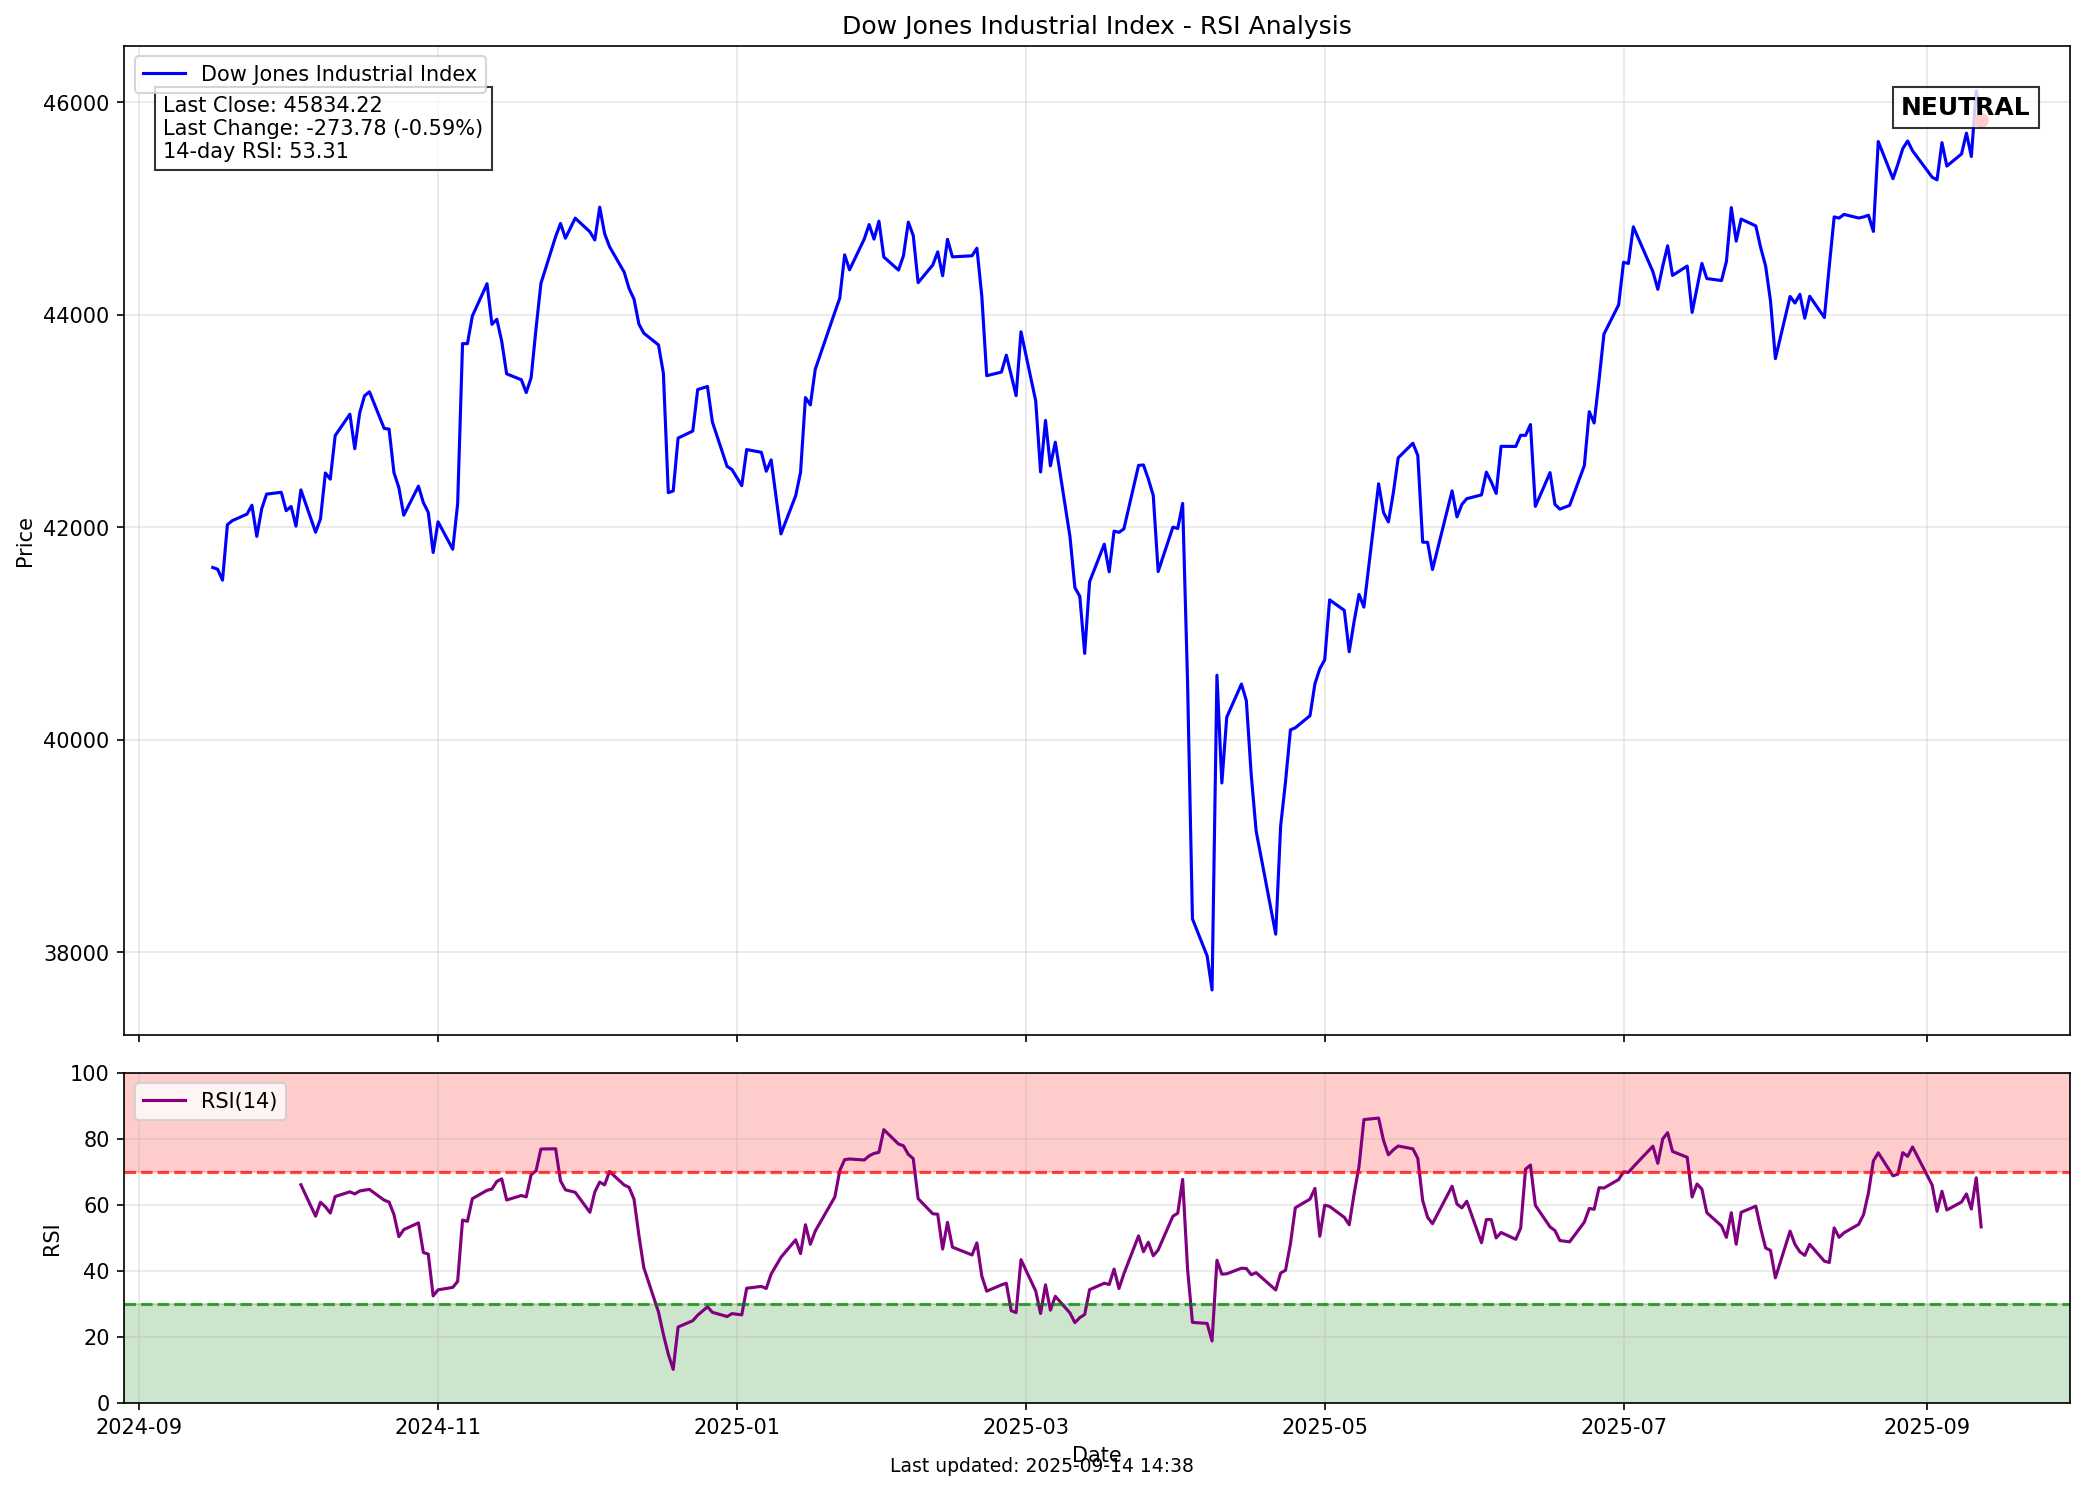 Dow Jones Industrial Index - RSI Analysis
Dow Jones Industrial Index
Last Close: 45834.22
Last Change: -273.78 (-0.59%)
14-day RSI: 53.31
NEUTRAL
Price
46000
44000
42000
40000
38000
RSI(14)
RSI
100
80
60
40
20
0
2024-09 2024-11 2025-01 2025-03 2025-05 2025-07 2025-09
Date
Last updated: 2025-09-14 14:38